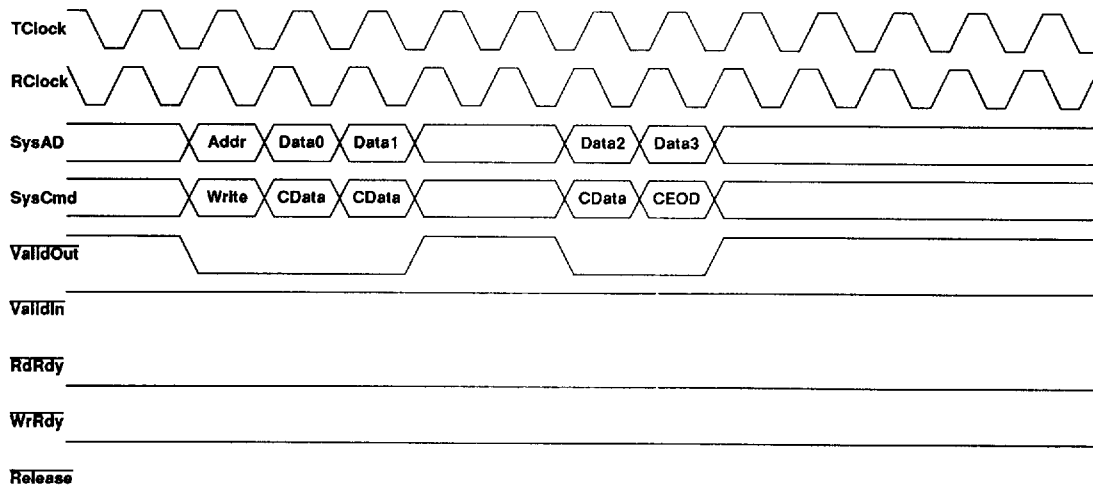 TClock
RClock
SysAD Addr Data0 Data1 Data2 Data3
SysCmd Write CData CData CData CEOD
ValidOut
ValidIn
RdRdy
WrRdy
Release